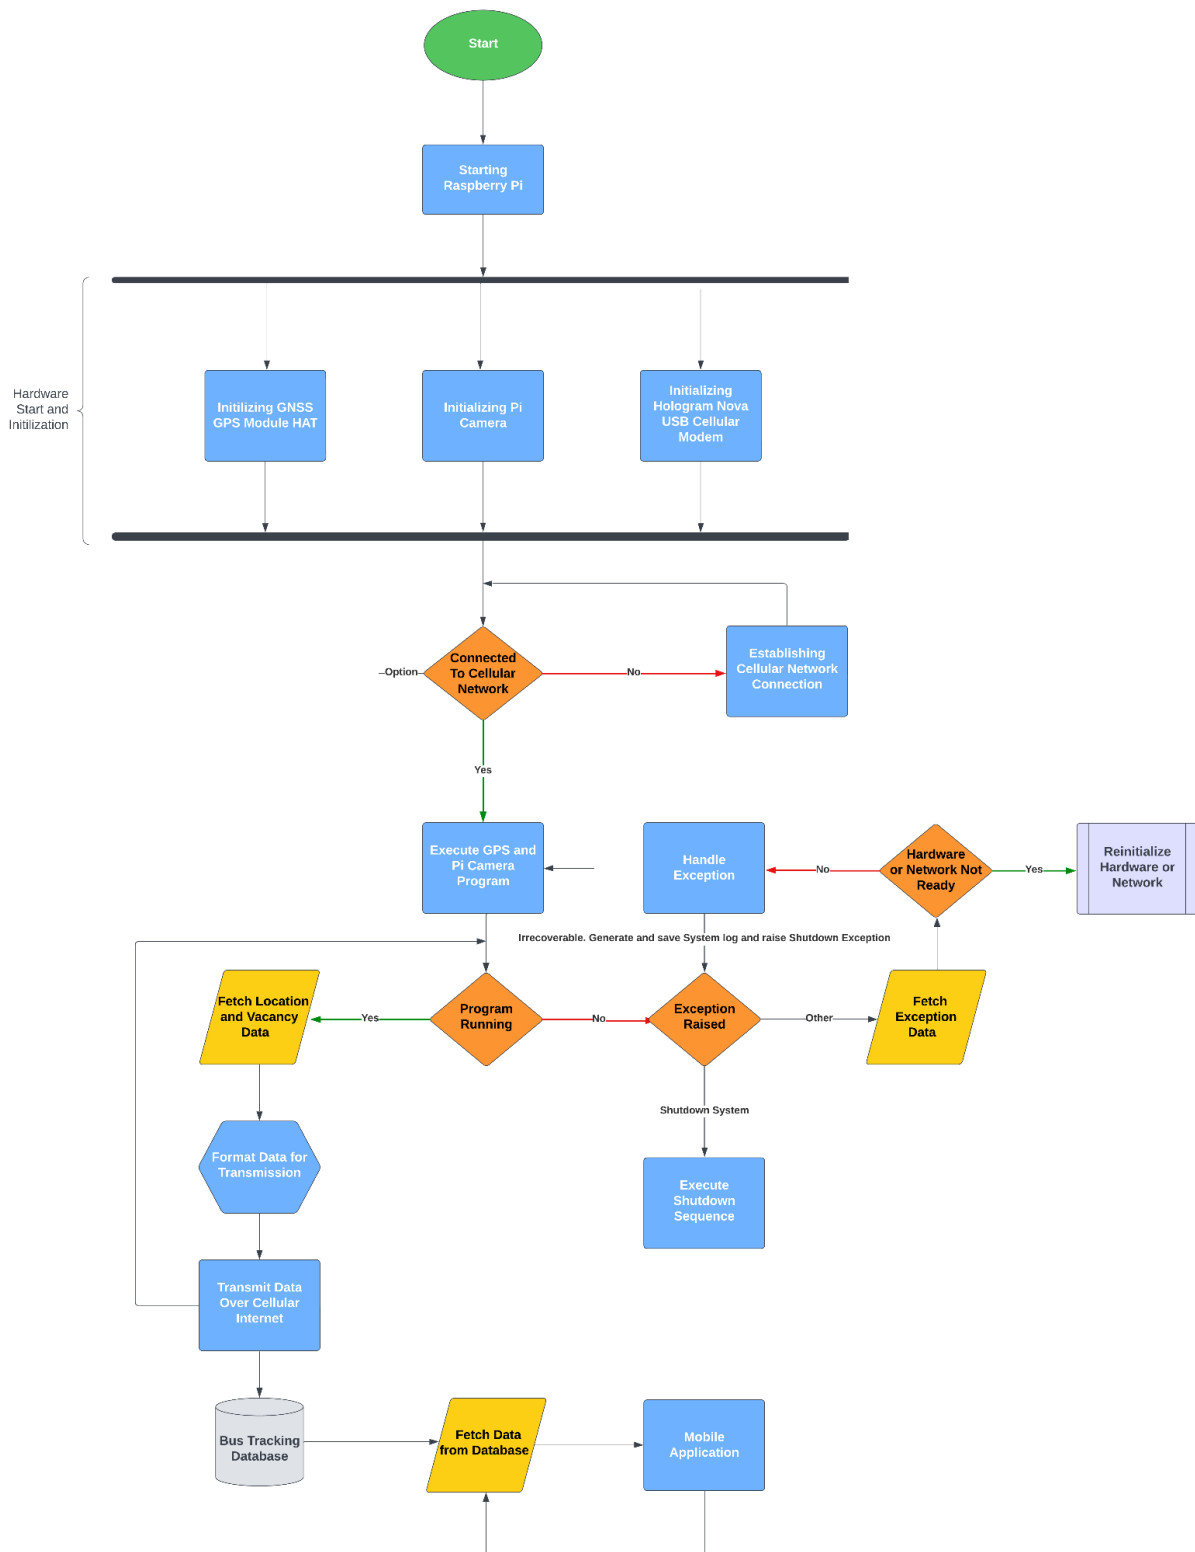 Start
Starting
Raspberry Pi
Hardware
Start and
Initilization
Initilizing GNSS
GPS Module HAT
Initializing Pi
Camera
Initializing
Hologram Nova
USB Cellular
Modem
Option
Connected
To Cellular
Network
No
Establishing
Cellular Network
Connection
Yes
Execute GPS and
Pi Camera
Program
Handle
Exception
No
Hardware
or Network Not
Ready
Yes
Reinitialize
Hardware or
Network
Irrecoverable. Generate and save System log and raise Shutdown Exception
Fetch Location
and Vacancy
Data
Yes
Program
Running
No
Exception
Raised
Other
Fetch
Exception
Data
Shutdown System
Format Data for
Transmission
Execute
Shutdown
Sequence
Transmit Data
Over Cellular
Internet
Bus Tracking
Database
Fetch Data
from Database
Mobile
Application